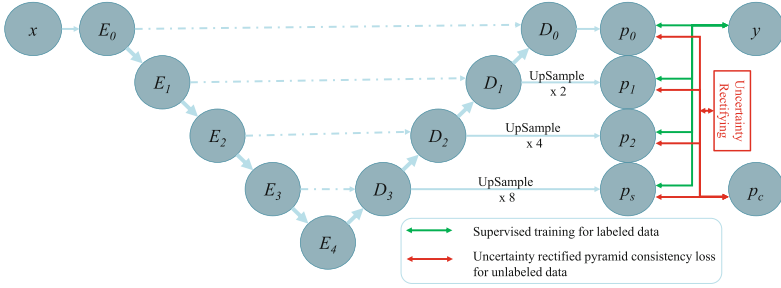 x E₀ D₀ p₀ y
E₁ D₁ UpSample x 2 p₁
Uncertainty
Rectifying
E₂ D₂ UpSample x 4 p₂
E₃ D₃ UpSample x 8 pₛ p_c
E₄
Supervised training for labeled data
Uncertainty rectified pyramid consistency loss
for unlabeled data